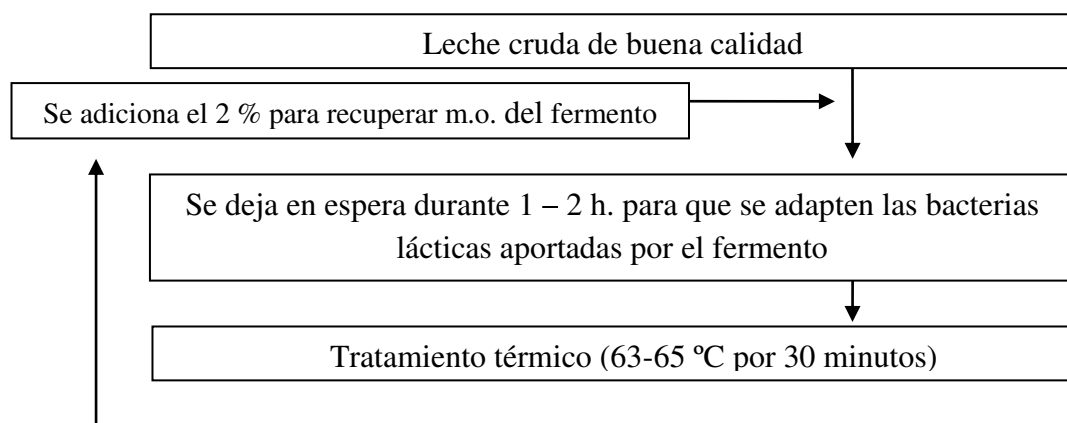 Leche cruda de buena calidad
Se adiciona el 2 % para recuperar m.o. del fermento
Se deja en espera durante 1 – 2 h. para que se adapten las bacterias
lácticas aportadas por el fermento
Tratamiento térmico (63-65 ºC por 30 minutos)